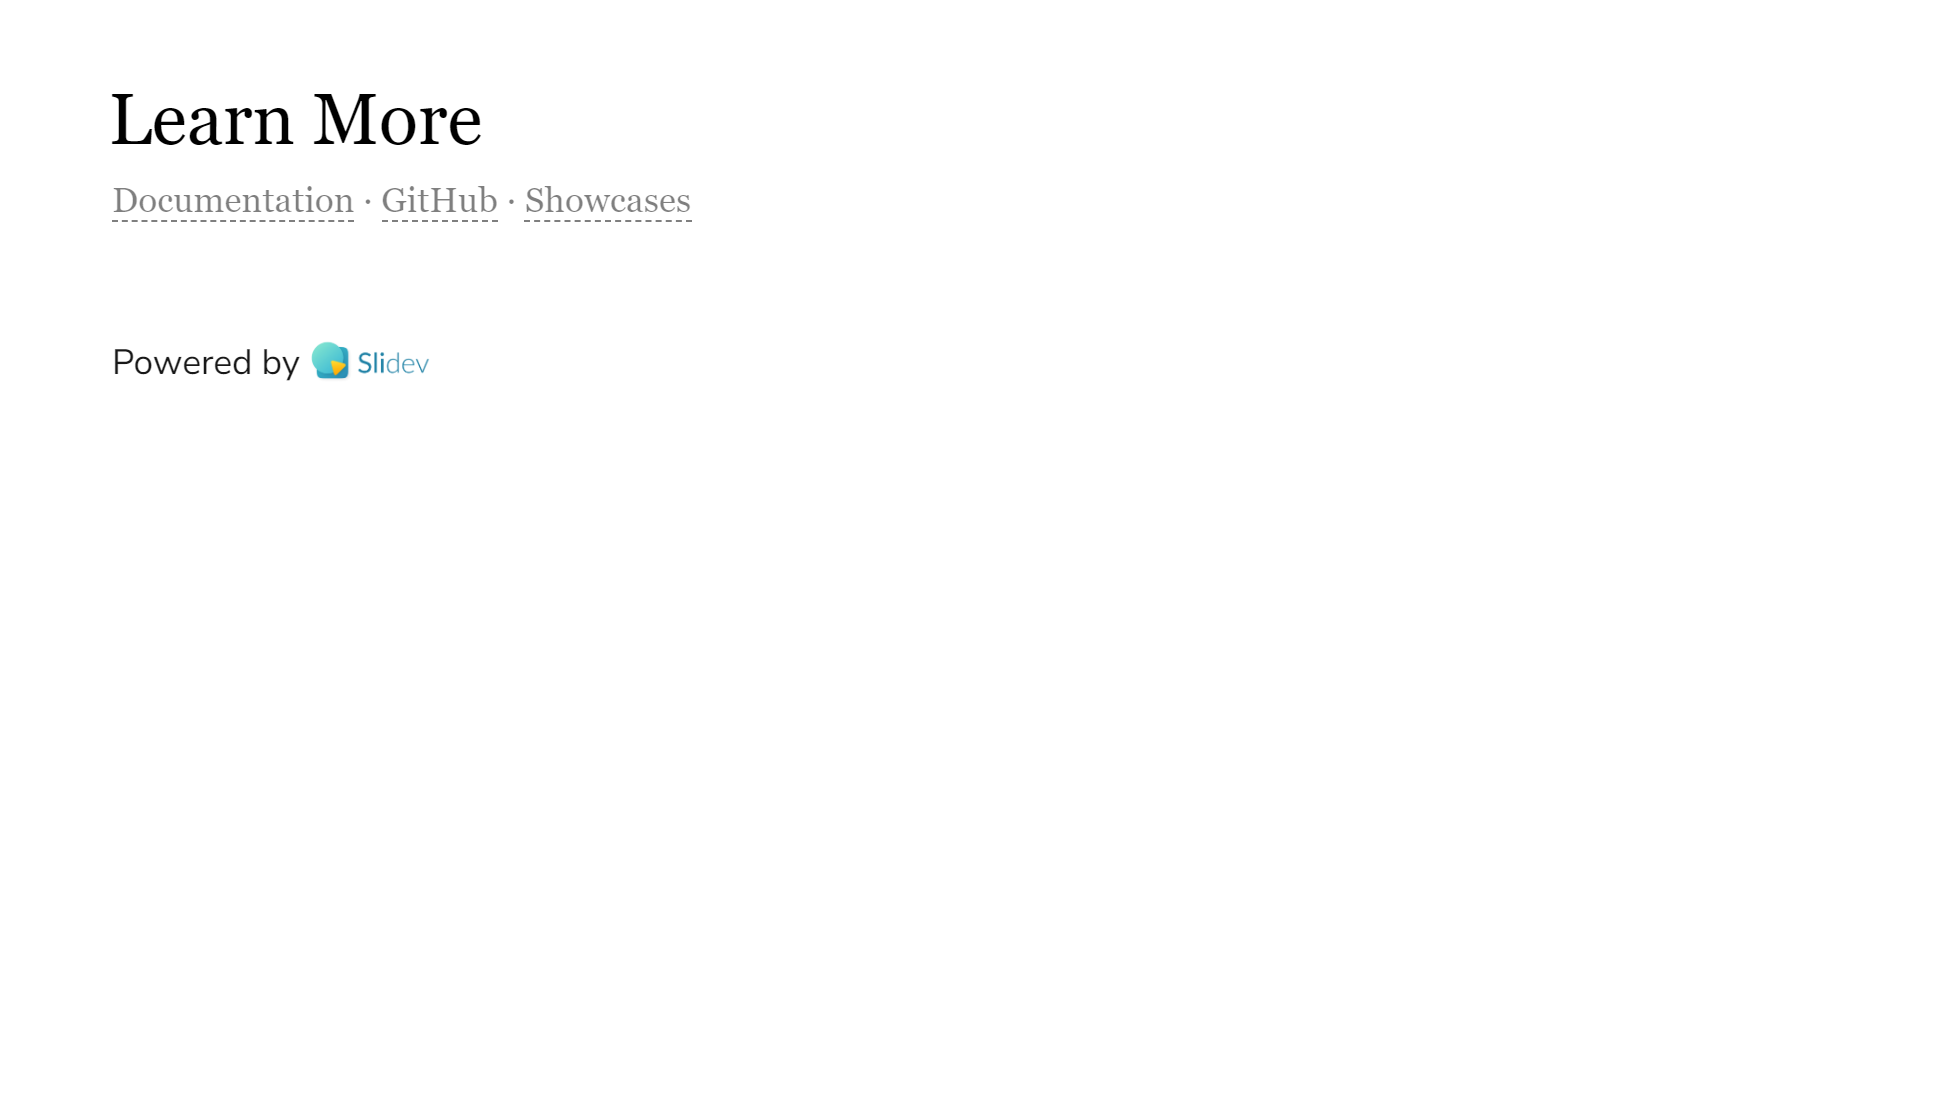 Learn More
Documentation · GitHub · Showcases
Powered by Slidev